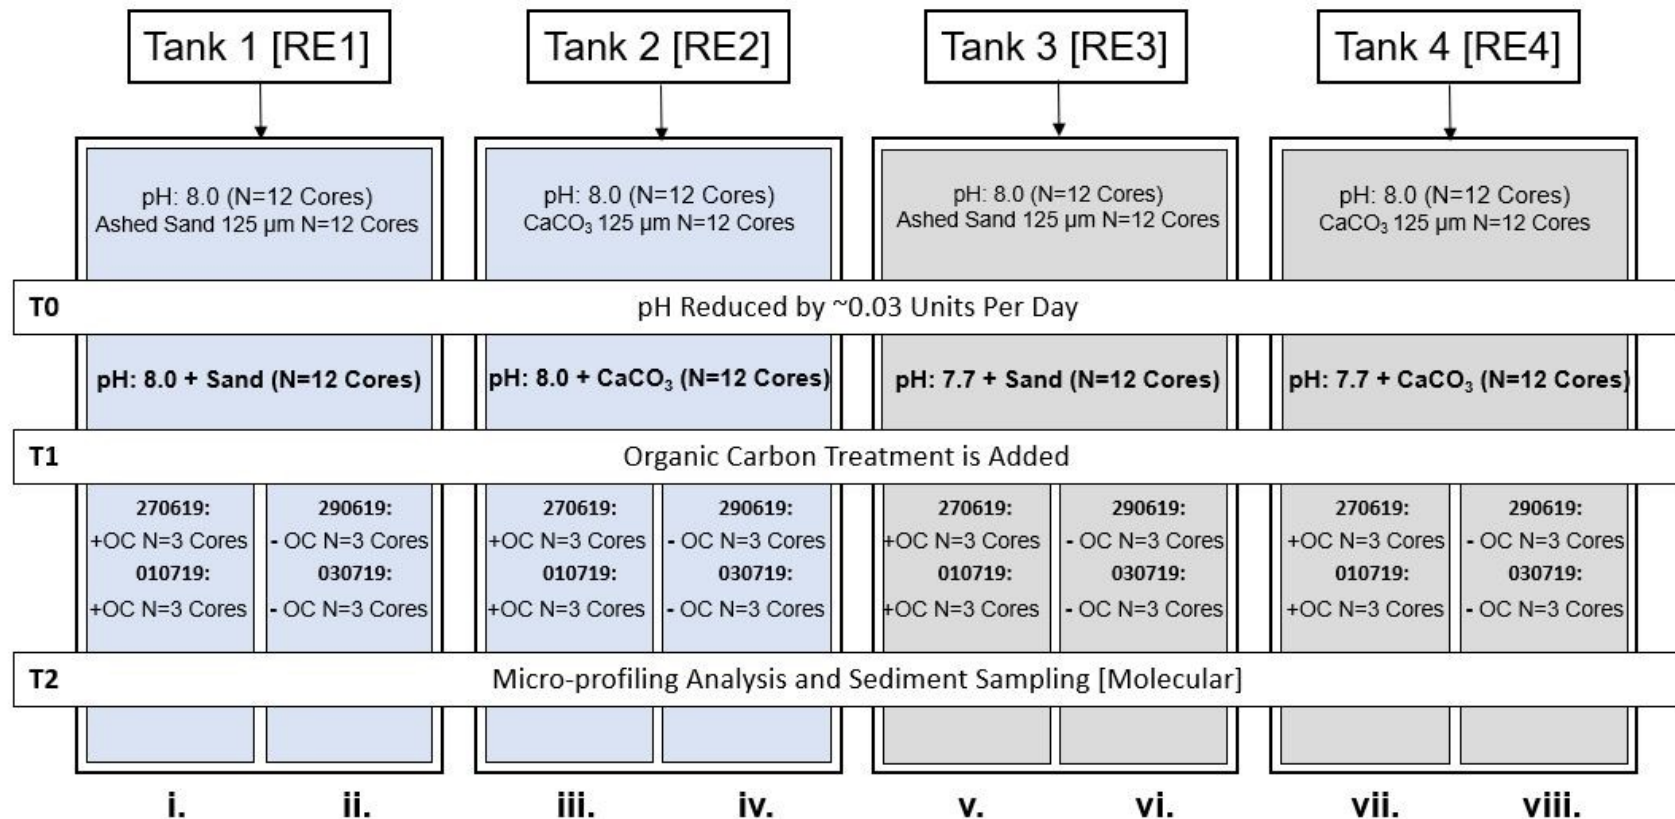 Tank 1 [RE1]
Tank 2 [RE2]
Tank 3 [RE3]
Tank 4 [RE4]
pH: 8.0 (N=12 Cores)
Ashed Sand 125 µm N=12 Cores
pH: 8.0 (N=12 Cores)
CaCO₃ 125 µm N=12 Cores
pH: 8.0 (N=12 Cores)
Ashed Sand 125 µm N=12 Cores
pH: 8.0 (N=12 Cores)
CaCO₃ 125 µm N=12 Cores
T0 pH Reduced by ~0.03 Units Per Day
pH: 8.0 + Sand (N=12 Cores)
pH: 8.0 + CaCO₃ (N=12 Cores)
pH: 7.7 + Sand (N=12 Cores)
pH: 7.7 + CaCO₃ (N=12 Cores)
T1 Organic Carbon Treatment is Added
270619:
+OC N=3 Cores
010719:
+OC N=3 Cores
290619:
- OC N=3 Cores
030719:
- OC N=3 Cores
270619:
+OC N=3 Cores
010719:
+OC N=3 Cores
290619:
- OC N=3 Cores
030719:
- OC N=3 Cores
270619:
+OC N=3 Cores
010719:
+OC N=3 Cores
290619:
- OC N=3 Cores
030719:
- OC N=3 Cores
270619:
+OC N=3 Cores
010719:
+OC N=3 Cores
290619:
- OC N=3 Cores
030719:
- OC N=3 Cores
T2 Micro-profiling Analysis and Sediment Sampling [Molecular]
i.
ii.
iii.
iv.
v.
vi.
vii.
viii.